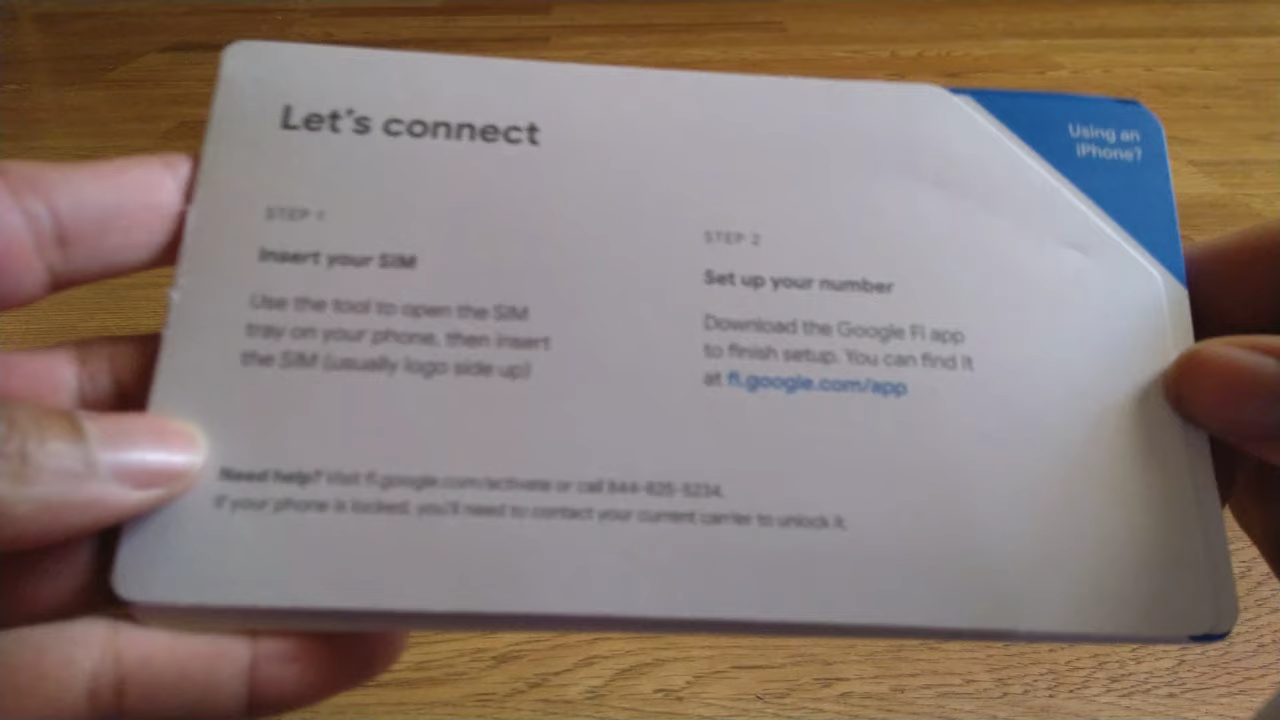 Let's connect
Using an
iPhone?
STEP 1
Insert your SIM
Use the tool to open the SIM
tray on your phone, then insert
the SIM (usually logo side up)
STEP 2
Set up your number
Download the Google Fi app
to finish setup. You can find it
at fi.google.com/app
Need help? Visit fi.google.com/activate or call 844-825-5234.
If your phone is locked, you'll need to contact your current carrier to unlock it.